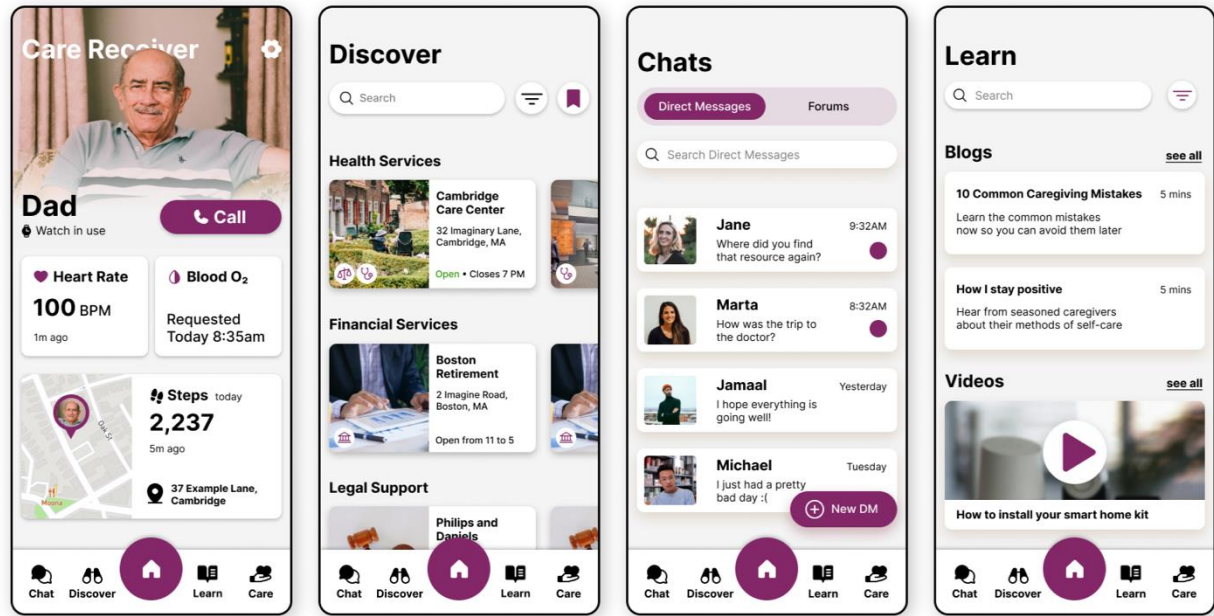 Care Receiver
Dad
Watch in use
Call
Heart Rate
100 BPM
1m ago
Blood O₂
Requested
Today 8:35am
Oak St
Moona
Steps today
2,237
5m ago
37 Example Lane,
Cambridge
Chat
Discover
Learn
Care
Discover
Search
Health Services
Cambridge
Care Center
32 Imaginary Lane,
Cambridge, MA
Open • Closes 7 PM
Financial Services
Boston
Retirement
2 Imagine Road,
Boston, MA
Open from 11 to 5
Legal Support
Philips and
Daniels
Chat
Discover
Learn
Care
Chats
Direct Messages
Forums
Search Direct Messages
Jane
9:32AM
Where did you find
that resource again?
Marta
8:32AM
How was the trip to
the doctor?
Jamaal
Yesterday
I hope everything is
going well!
Michael
Tuesday
I just had a pretty
bad day :(
New DM
Chat
Discover
Learn
Care
Learn
Search
Blogs
see all
10 Common Caregiving Mistakes
5 mins
Learn the common mistakes
now so you can avoid them later
How I stay positive
5 mins
Hear from seasoned caregivers
about their methods of self-care
Videos
see all
How to install your smart home kit
Chat
Discover
Learn
Care